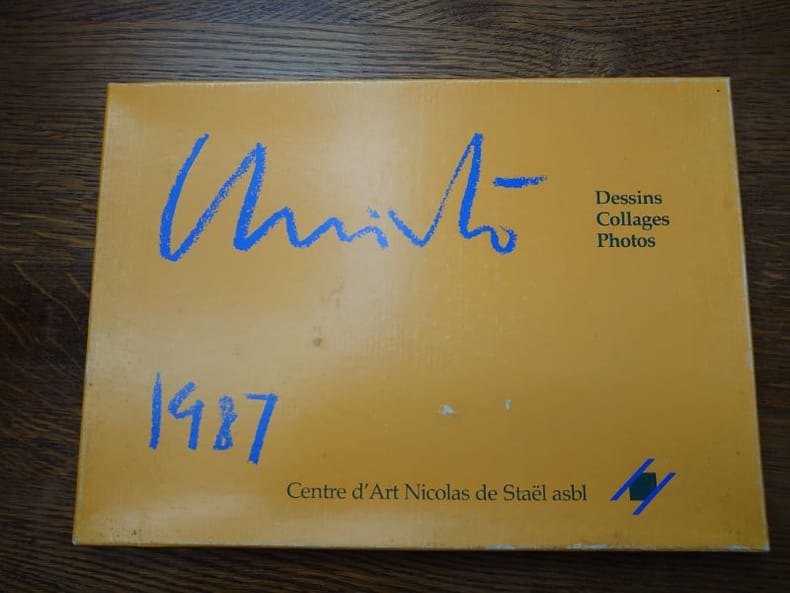 Christo
Dessins
Collages
Photos
1987
Centre d'Art Nicolas de Staël asbl